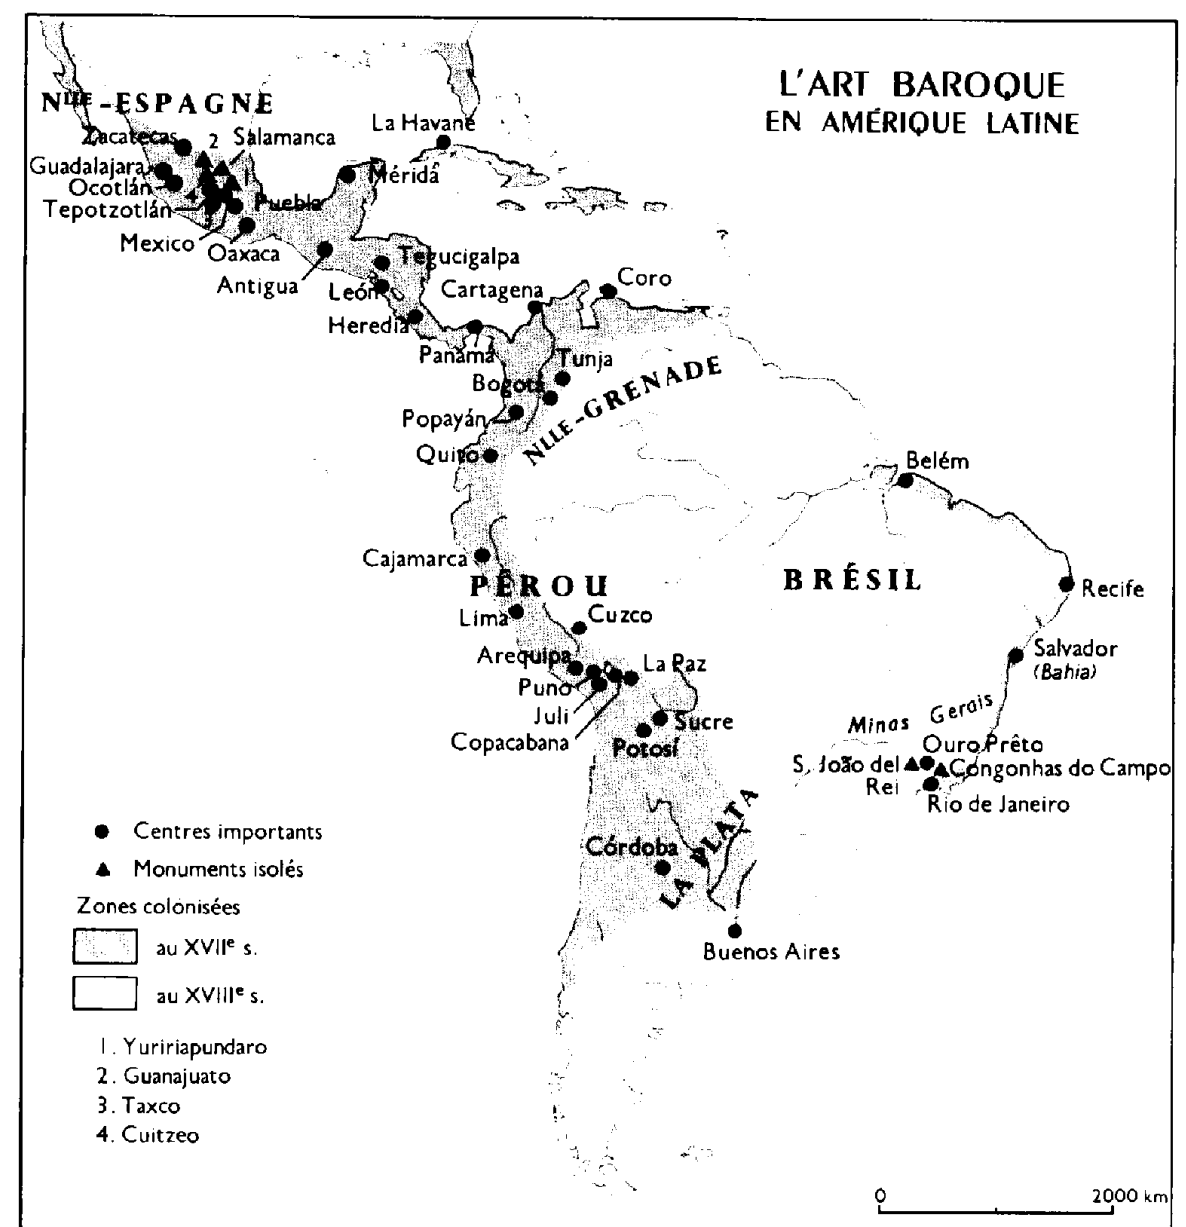 L'ART BAROQUE
EN AMÉRIQUE LATINE
Nlle-ESPAGNE
La Havane
Zacatecas
2
Salamanca
Guadalajara
1
Mérida
Ocotlán
4
Puebla
Tepotzotlán
3
Mexico
Oaxaca
Antigua
Tegucigalpa
León
Cartagena
Coro
Heredia
Panamá
Tunja
Bogotá
Nlle-GRENADE
Popayán
Quito
Belém
Cajamarca
PÉROU
BRÉSIL
Recife
Lima
Cuzco
Salvador
(Bahia)
Arequipa
La Paz
Puno
Juli
Sucre
Copacabana
Potosí
Minas Gerais
Ouro Prêto
S. João del
Rei
Congonhas do Campo
Rio de Janeiro
LA PLATA
Córdoba
Buenos Aires
Centres importants
Monuments isolés
Zones colonisées
au XVIIe s.
au XVIIIe s.
1. Yuririapundaro
2. Guanajuato
3. Taxco
4. Cuitzeo
0 2000 km